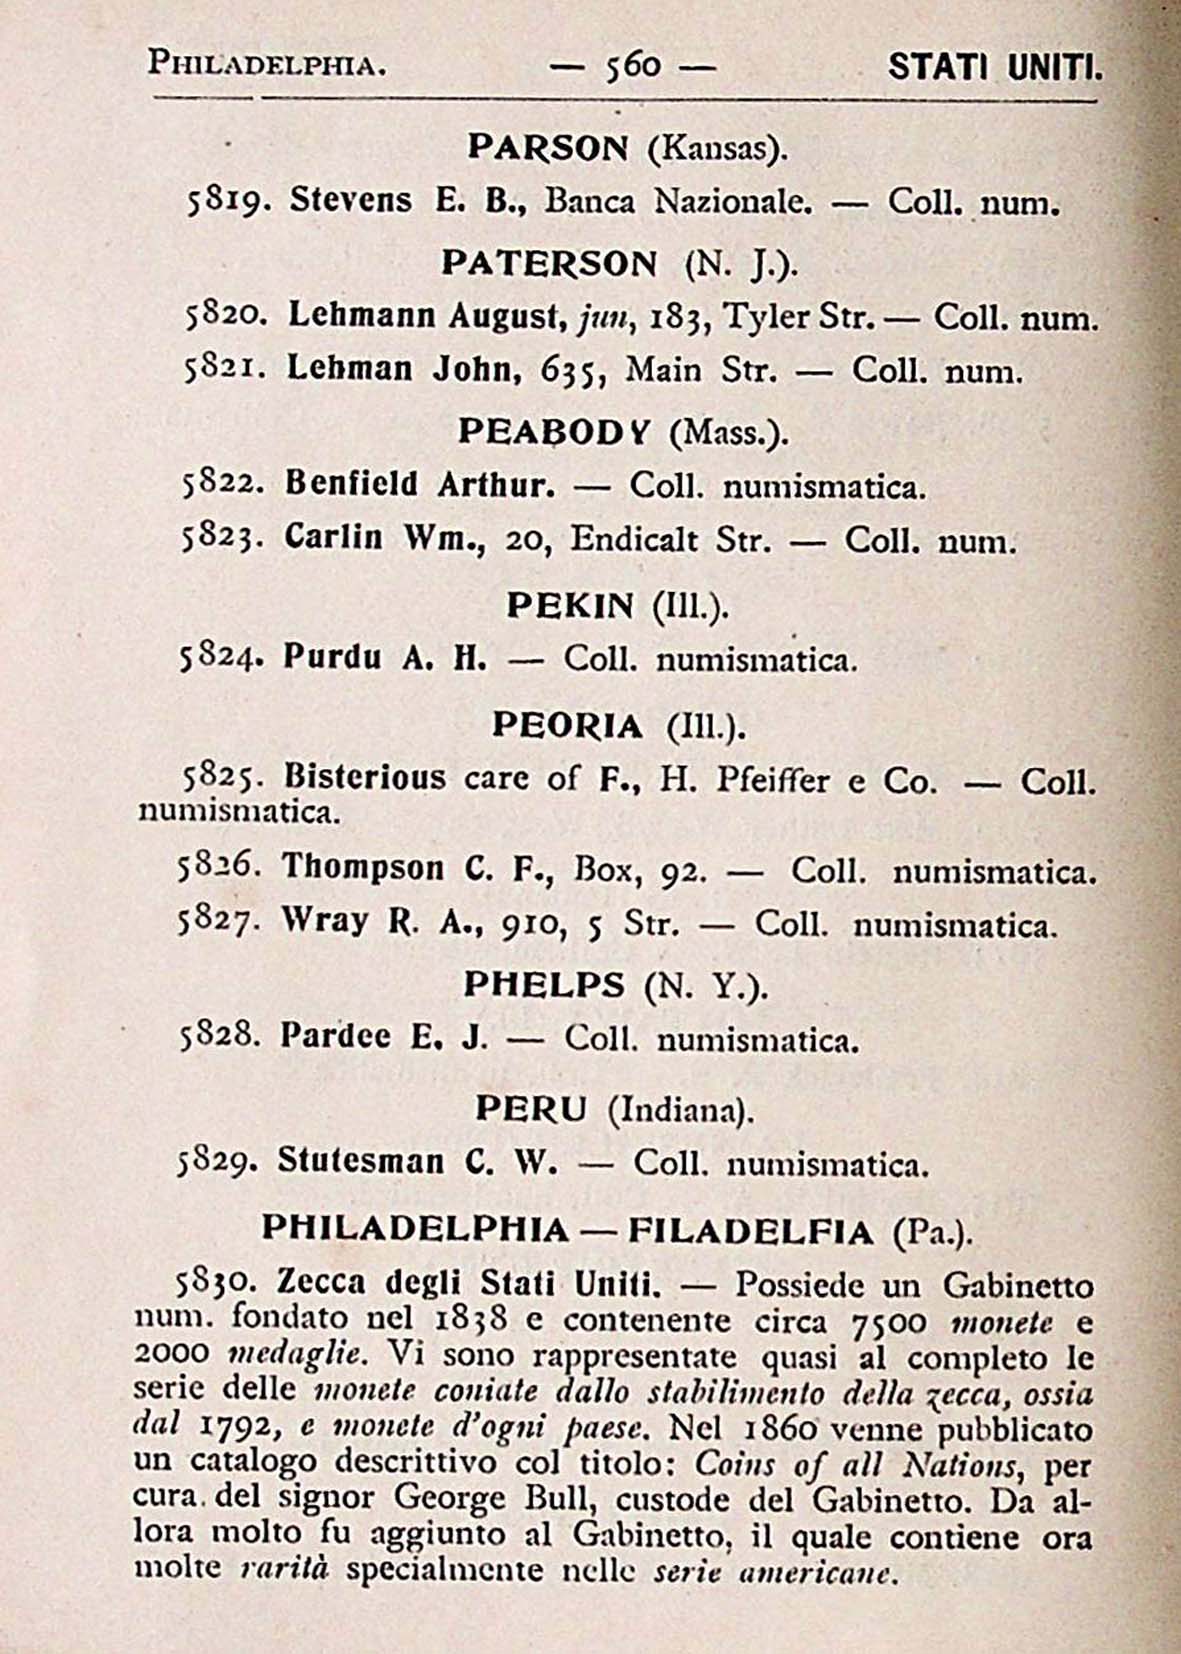 PHILADELPHIA. — 560 — STATI UNITI.
PARSON (Kansas).
5819. Stevens E. B., Banca Nazionale. — Coll. num.
PATERSON (N. J.).
5820. Lehmann August, jun, 183, Tyler Str. — Coll. num.
5821. Lehman John, 635, Main Str. — Coll. num.
PEABODY (Mass.).
5822. Benfield Arthur. — Coll. numismatica.
5823. Carlin Wm., 20, Endicalt Str. — Coll. num.
PEKIN (Ill.).
5824. Purdu A. H. — Coll. numismatica.
PEORIA (Ill.).
5825. Bisterious care of F., H. Pfeiffer e Co. — Coll.
numismatica.
5826. Thompson C. F., Box, 92. — Coll. numismatica.
5827. Wray R. A., 910, 5 Str. — Coll. numismatica.
PHELPS (N. Y.).
5828. Pardee E. J. — Coll. numismatica.
PERU (Indiana).
5829. Stutesman C. W. — Coll. numismatica.
PHILADELPHIA — FILADELFIA (Pa.).
5830. Zecca degli Stati Uniti. — Possiede un Gabinetto
num. fondato nel 1838 e contenente circa 7500 monete e
2000 medaglie. Vi sono rappresentate quasi al completo le
serie delle monete coniate dallo stabilimento della zecca, ossia
dal 1792, e monete d'ogni paese. Nel 1860 venne pubblicato
un catalogo descrittivo col titolo: Coins of all Nations, per
cura del signor George Bull, custode del Gabinetto. Da al-
lora molto fu aggiunto al Gabinetto, il quale contiene ora
molte rarità specialmente nelle serie americane.